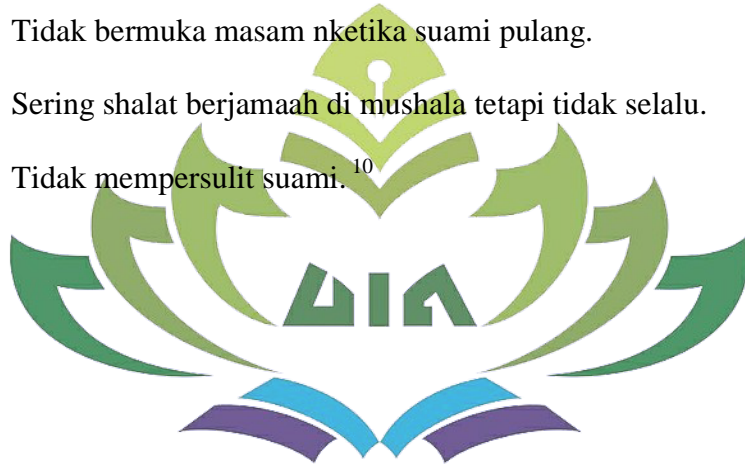 Tidak bermuka masam nketika suami pulang.
Sering shalat berjamaah di mushala tetapi tidak selalu.
Tidak mempersulit suami. 10
UIN